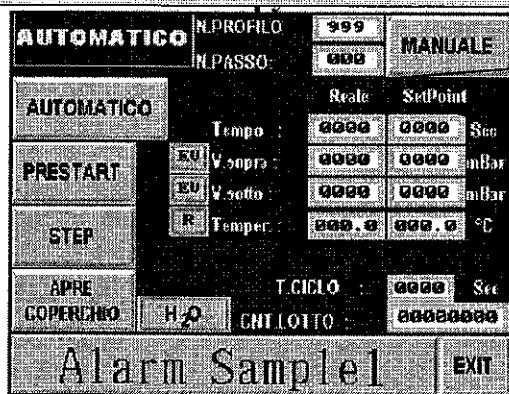 AUTOMATICO N.PROFILO 999 MANUALE
N.PASSO: 000
AUTOMATICO Reale SetPoint
Tempo : 0000 0000 Sec
PRESTART EV V.sopra : 0000 0000 mBar
EV V.sotto : 0000 0000 mBar
STEP R Temper. : 000.0 000.0 °C
APRE COPERCHIO T.CICLO : 0000 Sec
H2O CNT.LOTTO : 00000000
Alarm Sample1 EXIT